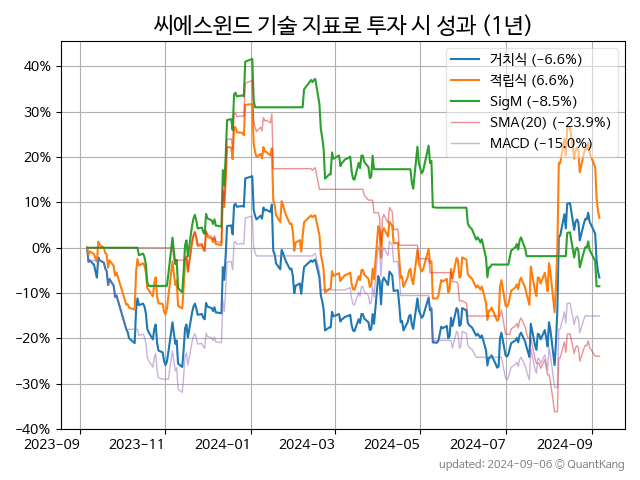 씨에스윈드 기술 지표로 투자 시 성과 (1년)
거치식 (−6.6%)
적립식 (6.6%)
SigM (−8.5%)
SMA(20) (−23.9%)
MACD (−15.0%)
40%
30%
20%
10%
0%
−10%
−20%
−30%
−40%
2023-09
2023-11
2024-01
2024-03
2024-05
2024-07
2024-09
updated: 2024-09-06 © QuantKang